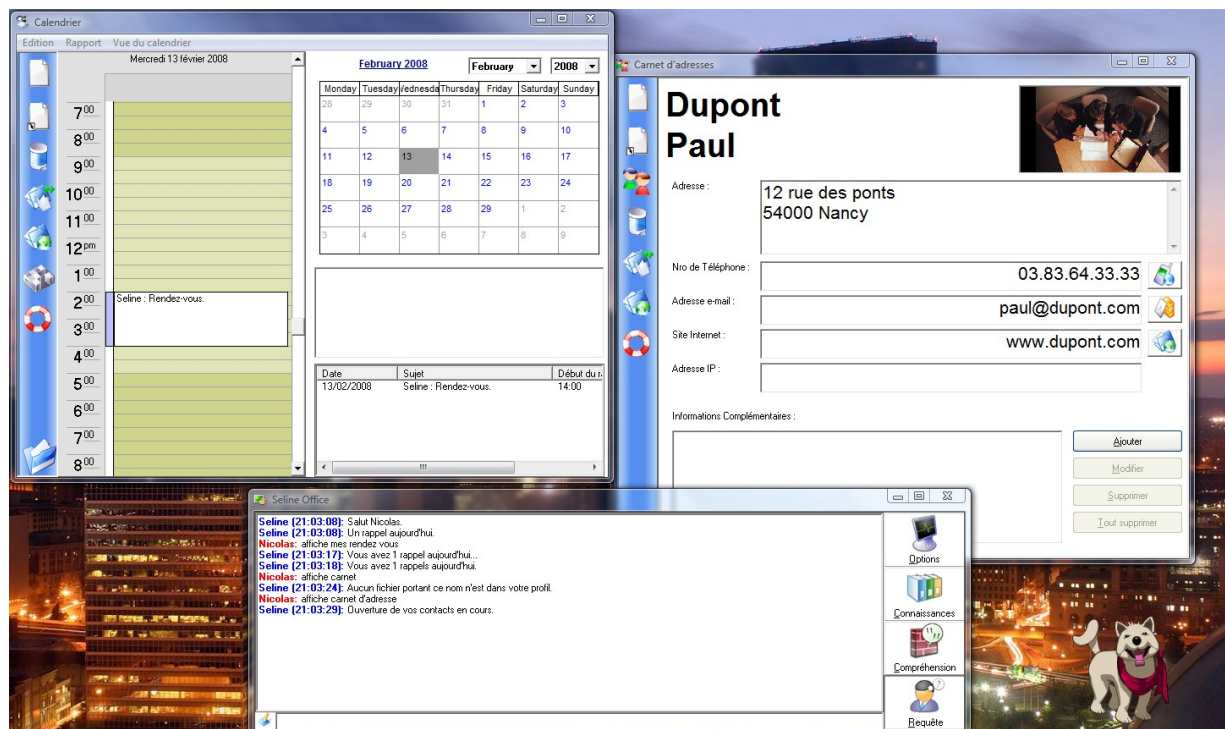 Calendrier
Edition Rapport Vue du calendrier
Mercredi 13 février 2008
7 00
8 00
9 00
10 00
11 00
12 pm
1 00
2 00 Seline : Rendez-vous.
3 00
4 00
5 00
6 00
7 00
8 00
February 2008 February 2008
Monday Tuesday Wednesday Thursday Friday Saturday Sunday
28 29 30 31 1 2 3
4 5 6 7 8 9 10
11 12 13 14 15 16 17
18 19 20 21 22 23 24
25 26 27 28 29 1 2
3 4 5 6 7 8 9
Date Sujet Début du r
13/02/2008 Seline : Rendez-vous. 14:00
Carnet d'adresses
Dupont
Paul
Adresse : 12 rue des ponts
54000 Nancy
Nro de Téléphone : 03.83.64.33.33
Adresse e-mail : paul@dupont.com
Site Internet : www.dupont.com
Adresse IP :
Informations Complémentaires :
Ajouter
Modifier
Supprimer
Tout supprimer
Seline Office
Seline (21:03:08): Salut Nicolas.
Seline (21:03:08): Un rappel aujourd'hui.
Nicolas: affiche mes rendez vous
Seline (21:03:17): Vous avez 1 rappel aujourd'hui...
Seline (21:03:18): Vous avez 1 rappels aujourd'hui.
Nicolas: affiche carnet
Seline (21:03:24): Aucun fichier portant ce nom n'est dans votre profil.
Nicolas: affiche carnet d'adresse
Seline (21:03:29): Ouverture de vos contacts en cours.
Options
Connaissances
Compréhension
Requête